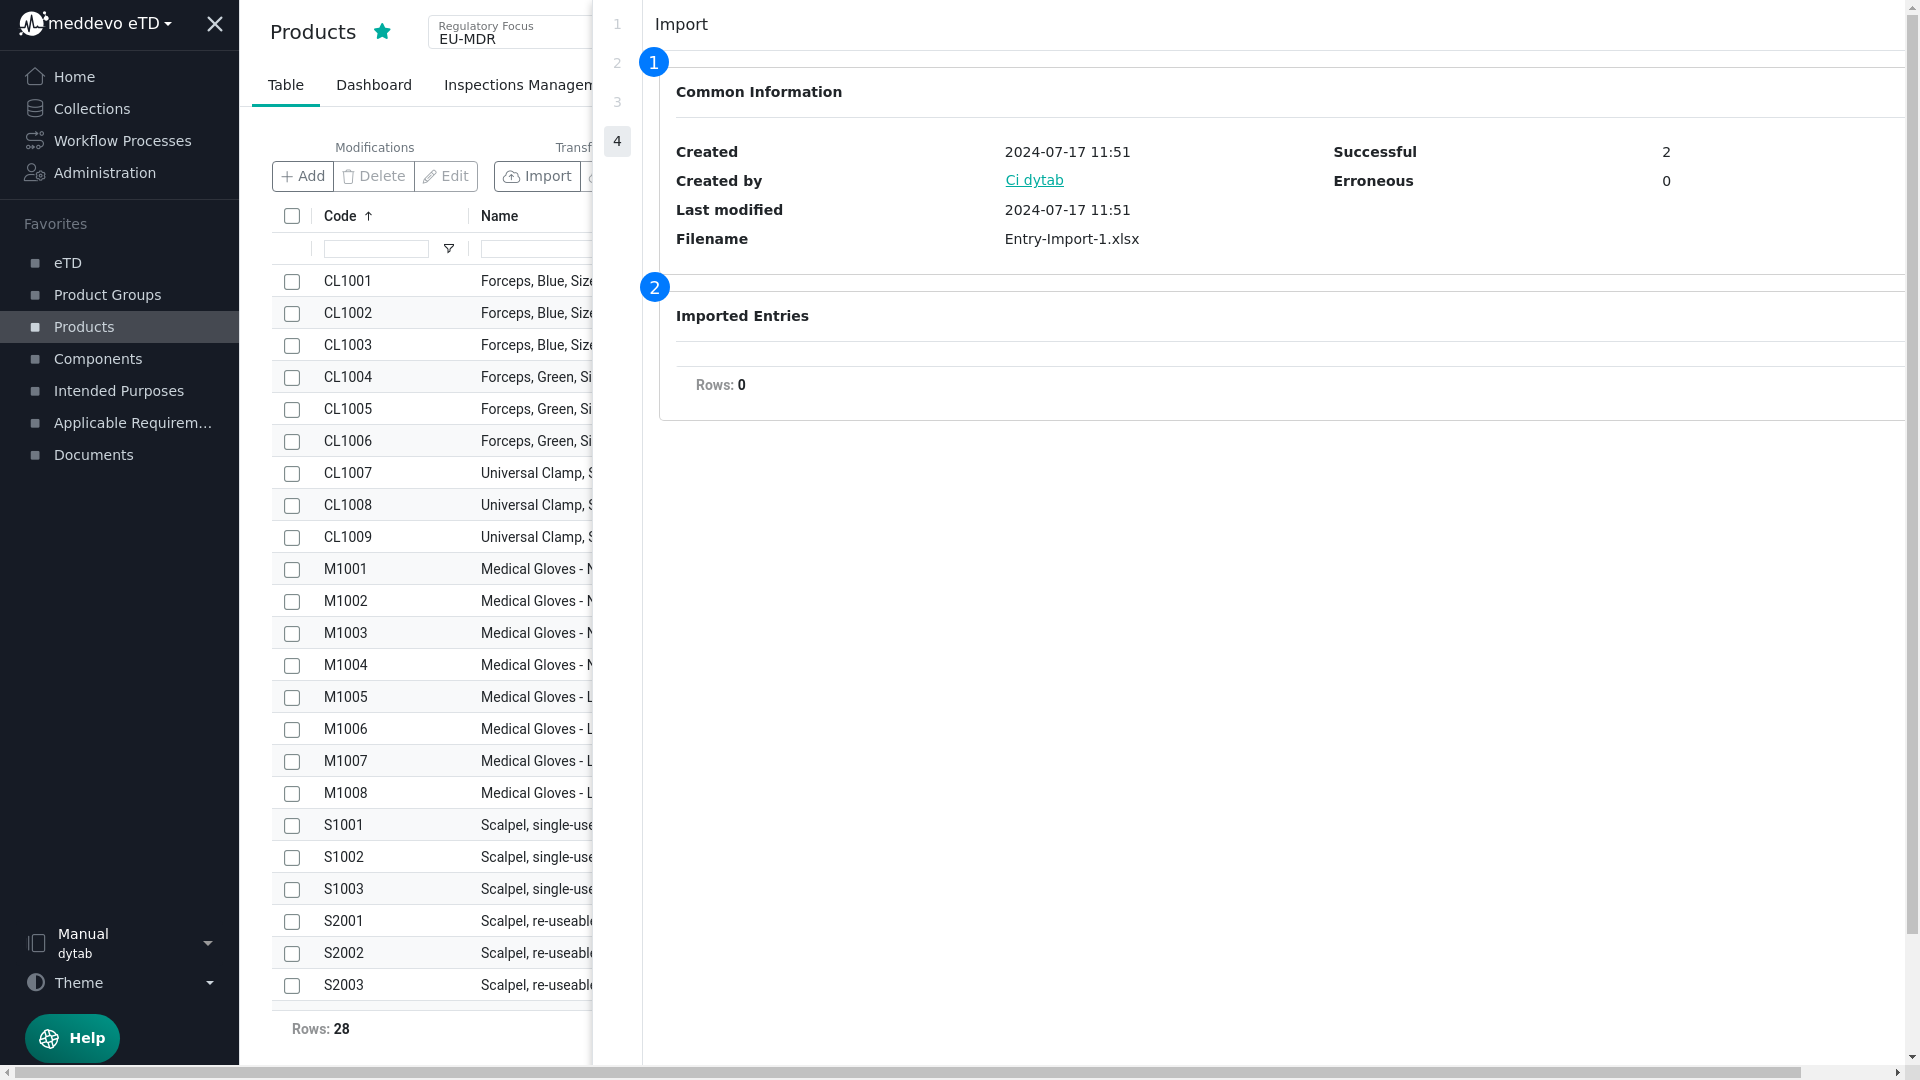 meddevo eTD
Home
Collections
Workflow Processes
Administration
Favorites
eTD
Product Groups
Products
Components
Intended Purposes
Applicable Requirem...
Documents
Manual
dytab
Theme
Help
Products
Regulatory Focus
EU-MDR
Table Dashboard Inspections Managem
Modifications
Transf
Add Delete Edit Import
Code ↑ Name
CL1001 Forceps, Blue, Size
CL1002 Forceps, Blue, Size
CL1003 Forceps, Blue, Size
CL1004 Forceps, Green, Si
CL1005 Forceps, Green, Si
CL1006 Forceps, Green, Si
CL1007 Universal Clamp, S
CL1008 Universal Clamp, S
CL1009 Universal Clamp, S
M1001 Medical Gloves - N
M1002 Medical Gloves - N
M1003 Medical Gloves - N
M1004 Medical Gloves - N
M1005 Medical Gloves - L
M1006 Medical Gloves - L
M1007 Medical Gloves - L
M1008 Medical Gloves - L
S1001 Scalpel, single-use
S1002 Scalpel, single-use
S1003 Scalpel, single-use
S2001 Scalpel, re-useable
S2002 Scalpel, re-useable
S2003 Scalpel, re-useable
Rows: 28
1
2
3
4
Import
1
Common Information
Created 2024-07-17 11:51 Successful 2
Created by Ci dytab Erroneous 0
Last modified 2024-07-17 11:51
Filename Entry-Import-1.xlsx
2
Imported Entries
Rows: 0